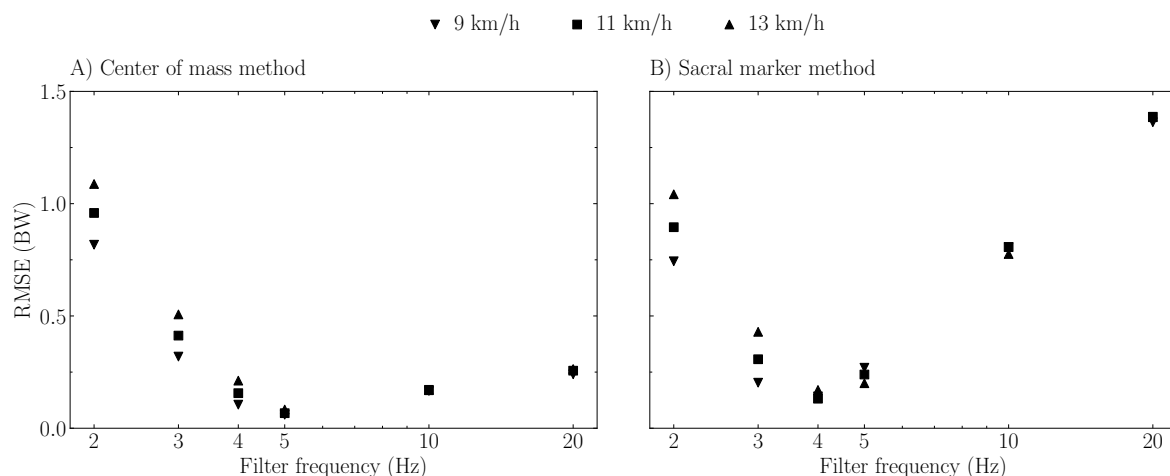 9 km/h 11 km/h 13 km/h
A) Center of mass method
B) Sacral marker method
RMSE (BW)
1.5
1.0
0.5
0.0
2 3 4 5 10 20
2 3 4 5 10 20
Filter frequency (Hz)
Filter frequency (Hz)